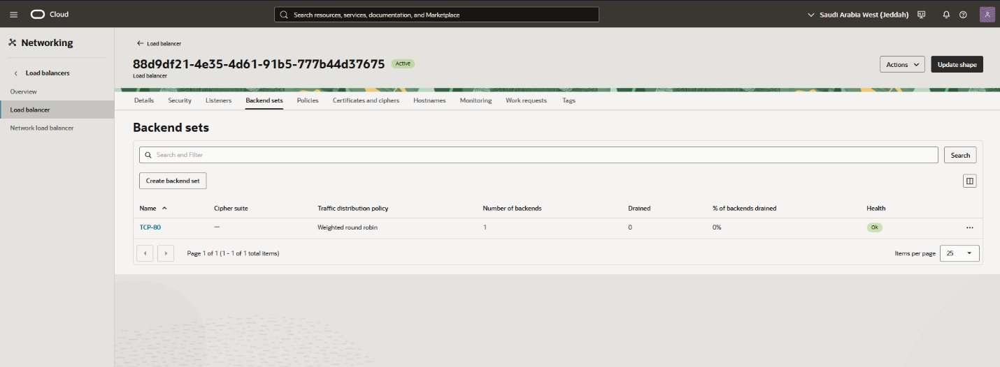 Cloud
Search resources, services, documentation, and Marketplace
Saudi Arabia West (Jeddah)
Networking
Load balancers
Overview
Load balancer
Network load balancer
Load balancer
88d9df21-4e35-4d61-91b5-777b44d37675 Active
Load balancer
Actions
Update shape
Details Security Listeners Backend sets Policies Certificates and ciphers Hostnames Monitoring Work requests Tags
Backend sets
Search and Filter
Search
Create backend set
Name Cipher suite Traffic distribution policy Number of backends Drained % of backends drained Health
TCP-80 — Weighted round robin 1 0 0% Ok
Page 1 of 1 (1 - 1 of 1 total items)
Items per page 25